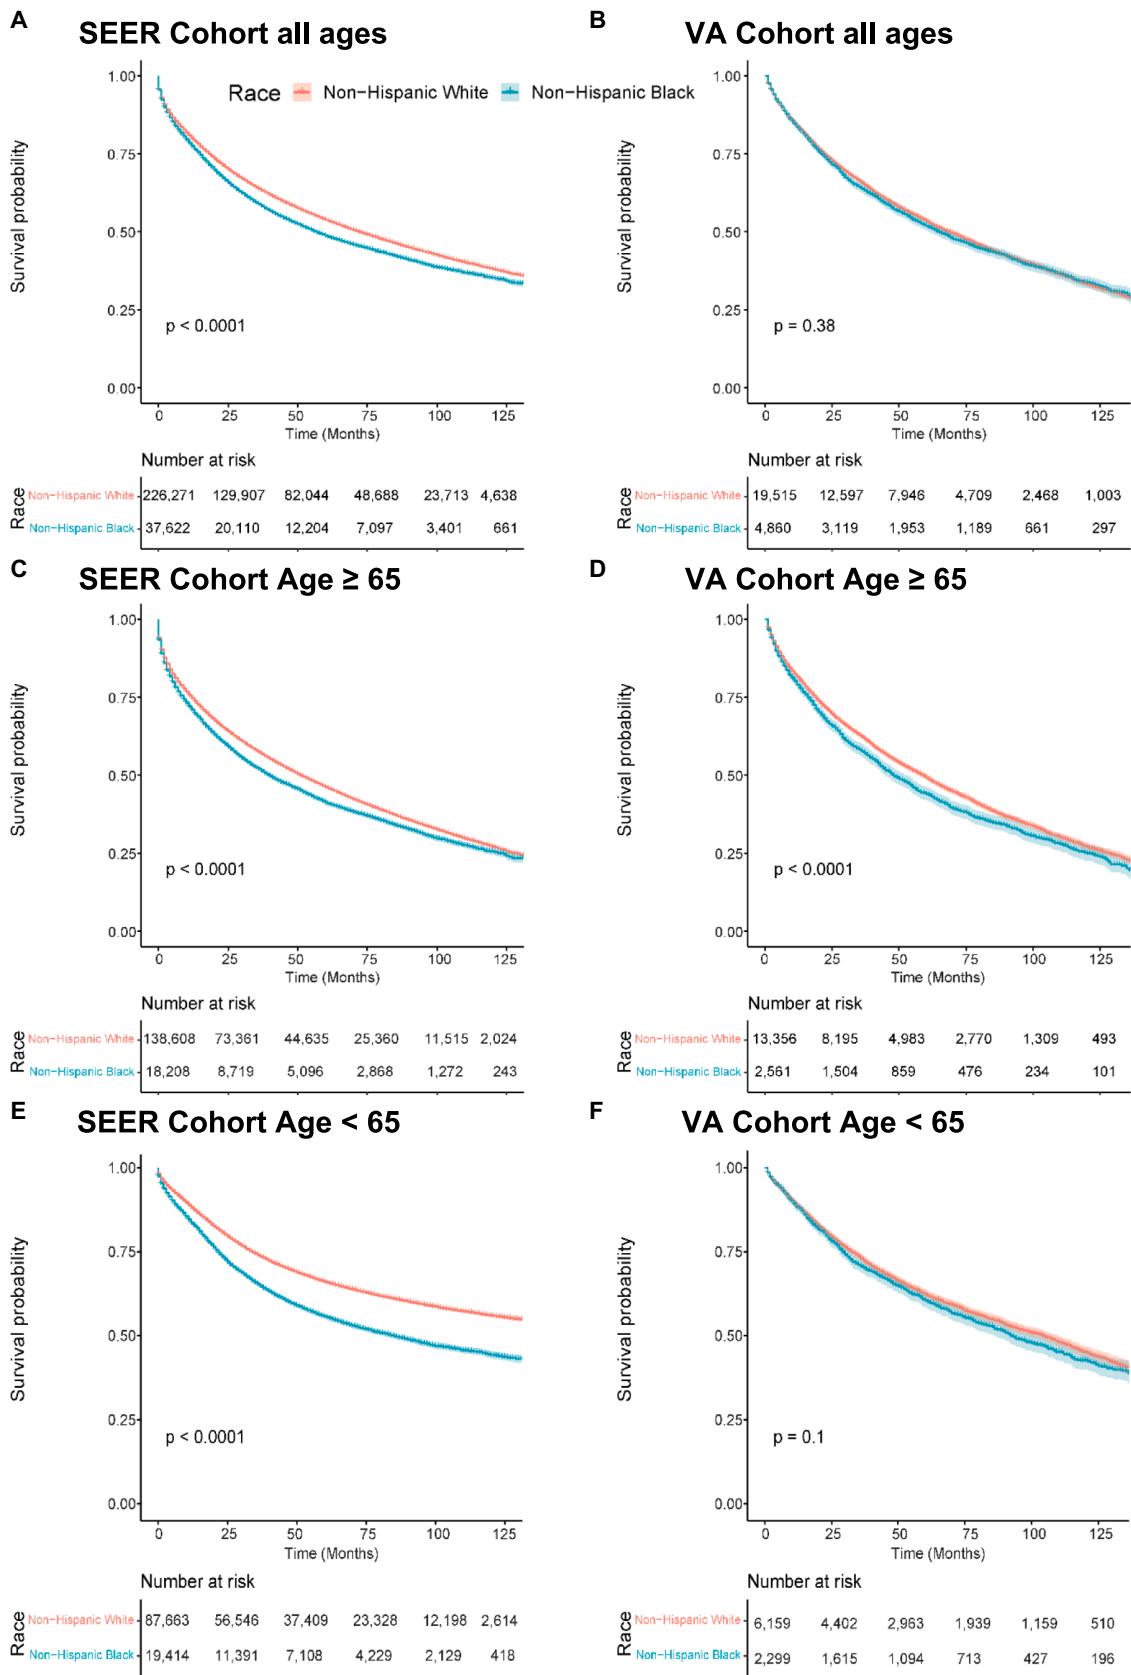 A SEER Cohort all ages
Race Non-Hispanic White Non-Hispanic Black
Survival probability
1.00
0.75
0.50
0.25
0.00
p < 0.0001
0 25 50 75 100 125
Time (Months)
Number at risk
Race
Non-Hispanic White 226,271 129,907 82,044 48,688 23,713 4,638
Non-Hispanic Black 37,622 20,110 12,204 7,097 3,401 661
B VA Cohort all ages
Survival probability
1.00
0.75
0.50
0.25
0.00
p = 0.38
0 25 50 75 100 125
Time (Months)
Number at risk
Race
Non-Hispanic White 19,515 12,597 7,946 4,709 2,468 1,003
Non-Hispanic Black 4,860 3,119 1,953 1,189 661 297
C SEER Cohort Age ≥ 65
Survival probability
1.00
0.75
0.50
0.25
0.00
p < 0.0001
0 25 50 75 100 125
Time (Months)
Number at risk
Race
Non-Hispanic White 138,608 73,361 44,635 25,360 11,515 2,024
Non-Hispanic Black 18,208 8,719 5,096 2,868 1,272 243
D VA Cohort Age ≥ 65
Survival probability
1.00
0.75
0.50
0.25
0.00
p < 0.0001
0 25 50 75 100 125
Time (Months)
Number at risk
Race
Non-Hispanic White 13,356 8,195 4,983 2,770 1,309 493
Non-Hispanic Black 2,561 1,504 859 476 234 101
E SEER Cohort Age < 65
Survival probability
1.00
0.75
0.50
0.25
0.00
p < 0.0001
0 25 50 75 100 125
Time (Months)
Number at risk
Race
Non-Hispanic White 87,663 56,546 37,409 23,328 12,198 2,614
Non-Hispanic Black 19,414 11,391 7,108 4,229 2,129 418
F VA Cohort Age < 65
Survival probability
1.00
0.75
0.50
0.25
0.00
p = 0.1
0 25 50 75 100 125
Time (Months)
Number at risk
Race
Non-Hispanic White 6,159 4,402 2,963 1,939 1,159 510
Non-Hispanic Black 2,299 1,615 1,094 713 427 196